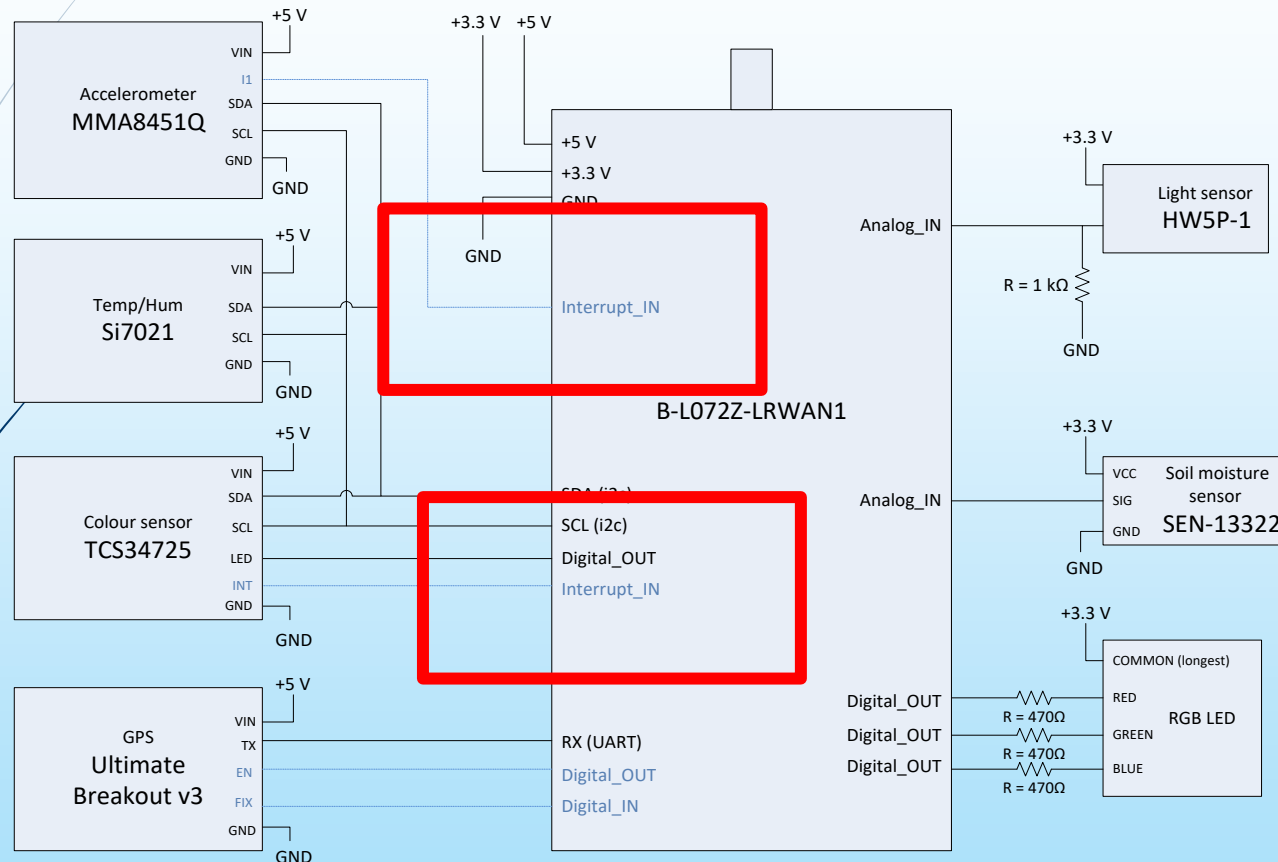 +5 V
VIN
I1
Accelerometer
MMA8451Q
SDA
SCL
GND
GND
+5 V
VIN
Temp/Hum
Si7021
SDA
SCL
GND
GND
+5 V
VIN
SDA
Colour sensor
TCS34725
SCL
LED
INT
GND
GND
+5 V
VIN
GPS
Ultimate
Breakout v3
TX
EN
FIX
GND
GND
+3.3 V +5 V
+5 V
+3.3 V
GND
GND
Interrupt_IN
B-L072Z-LRWAN1
SDA (i2c)
SCL (i2c)
Digital_OUT
Interrupt_IN
RX (UART)
Digital_OUT
Digital_IN
Analog_IN
Analog_IN
Digital_OUT
Digital_OUT
Digital_OUT
+3.3 V
Light sensor
HW5P-1
R = 1 kΩ
GND
+3.3 V
VCC
SIG
GND
Soil moisture
sensor
SEN-13322
GND
+3.3 V
COMMON (longest)
RED
GREEN
BLUE
RGB LED
R = 470Ω
R = 470Ω
R = 470Ω